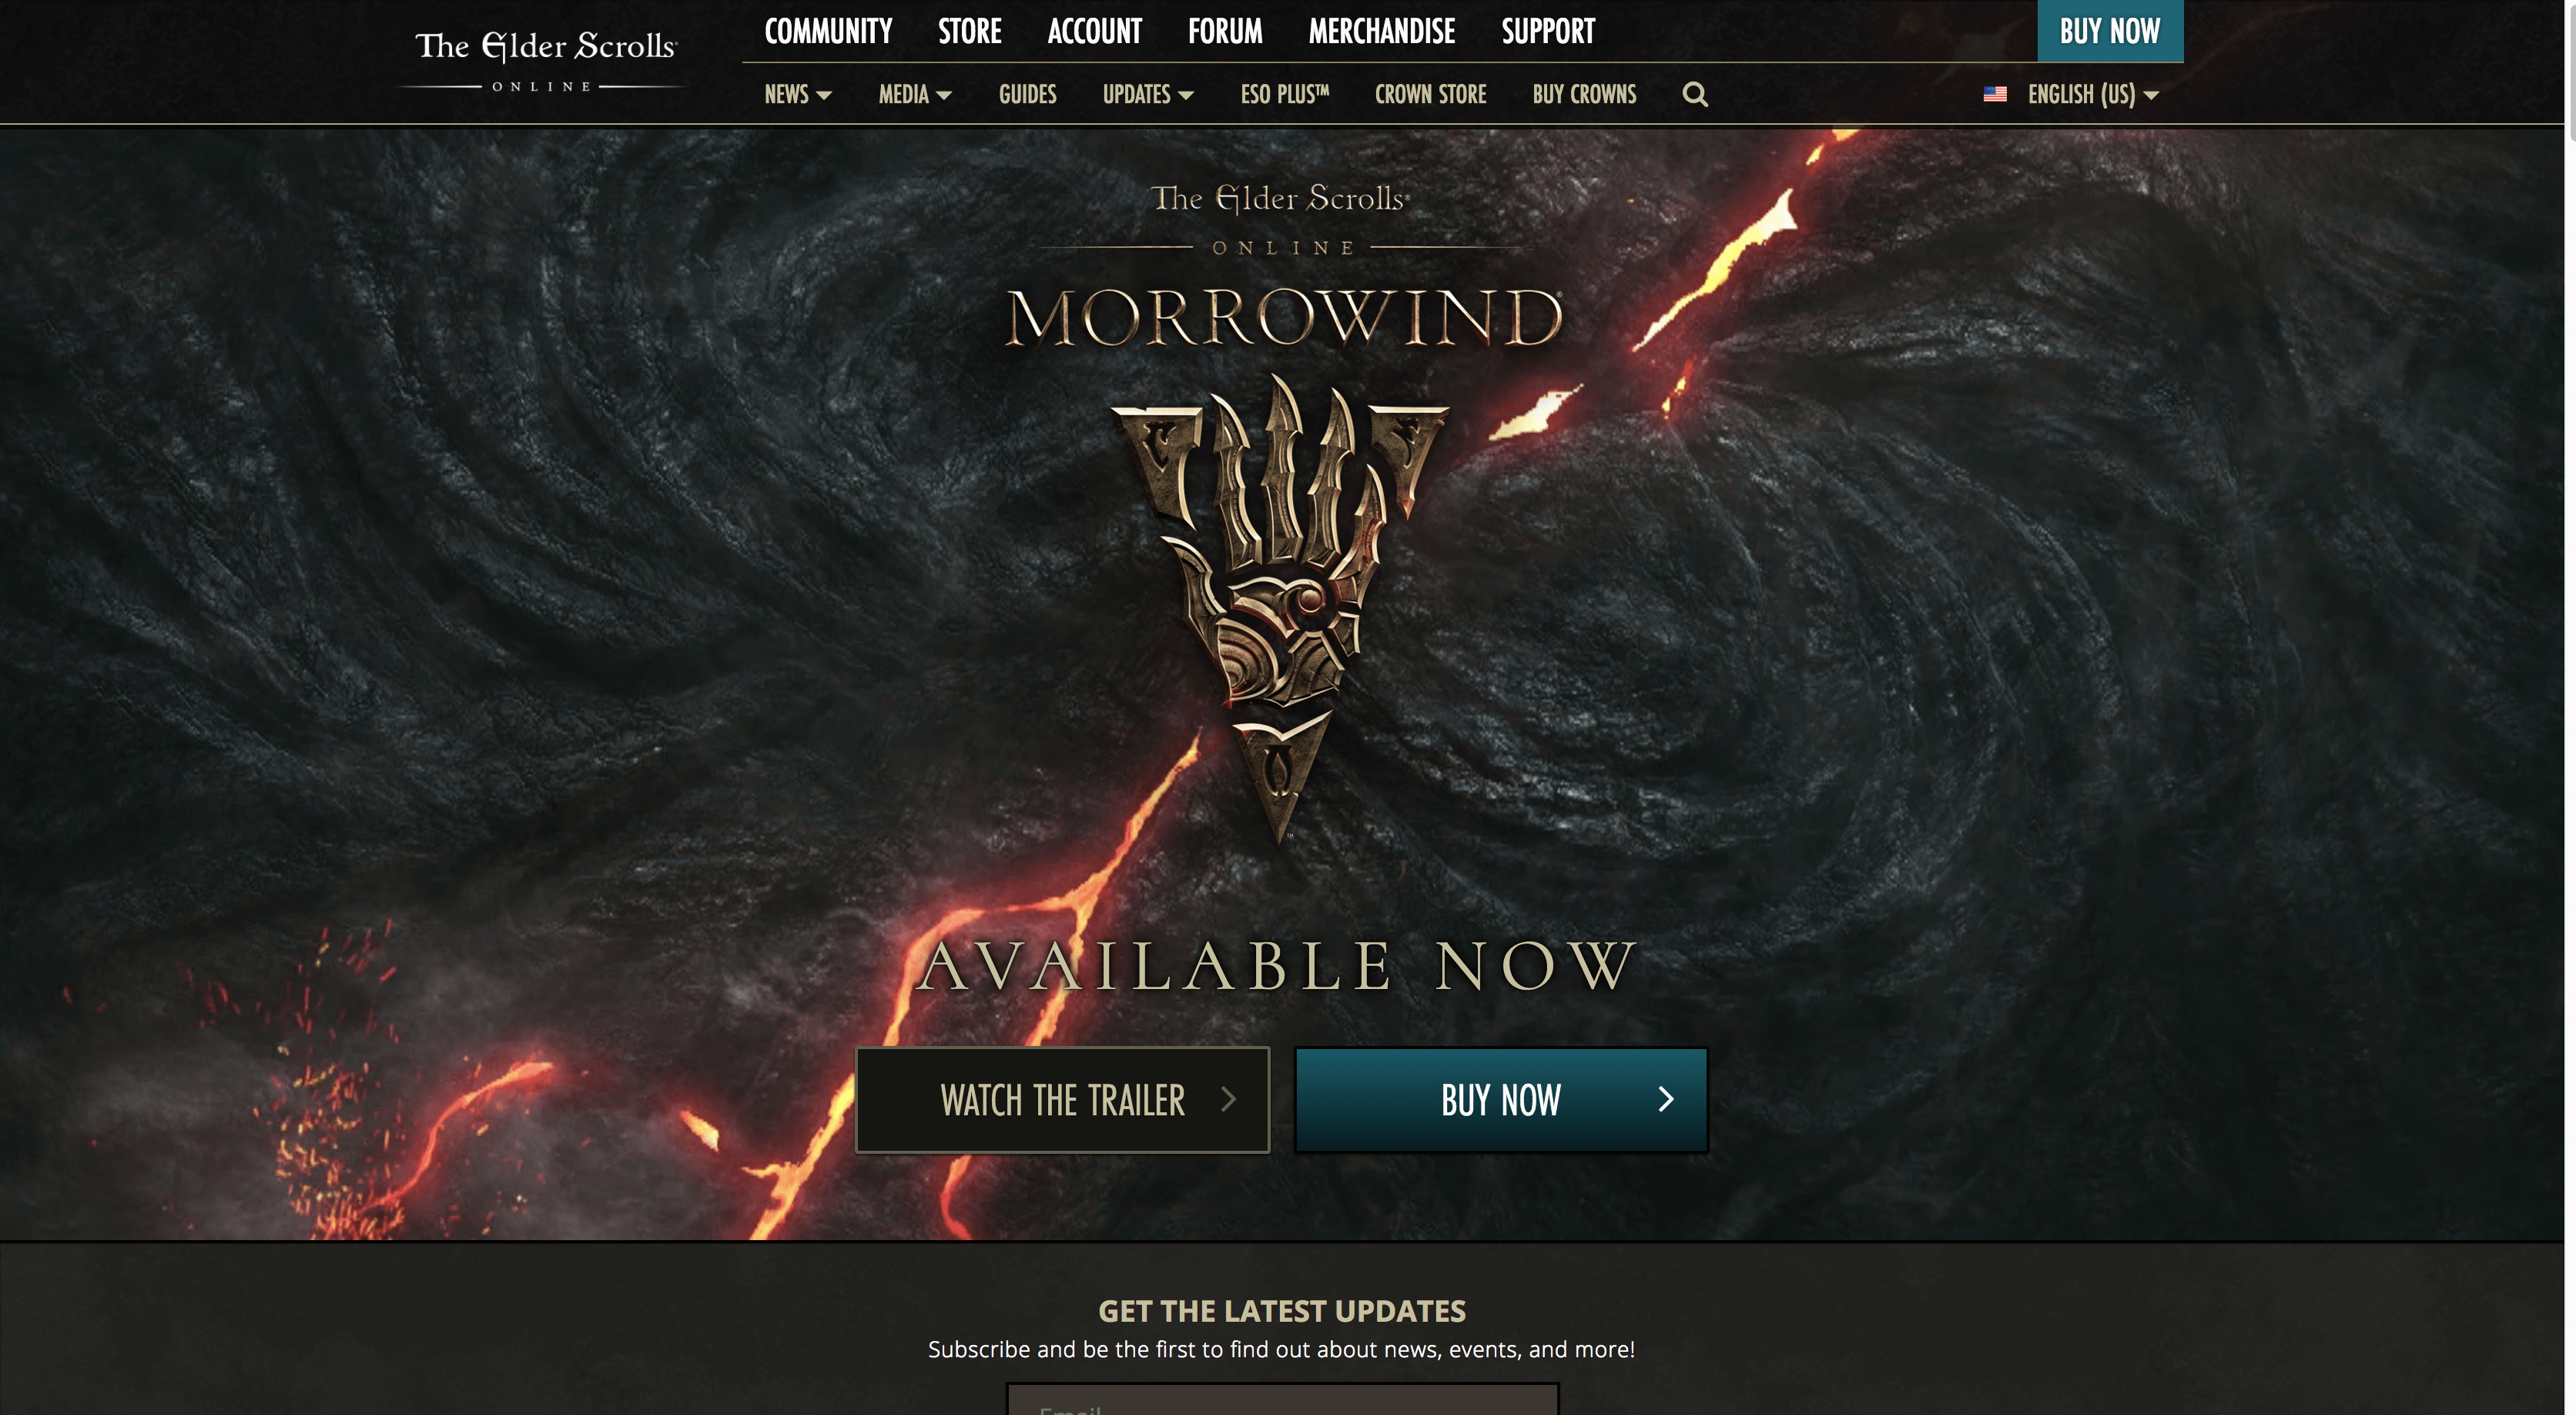 The Elder Scrolls
ONLINE
COMMUNITY STORE ACCOUNT FORUM MERCHANDISE SUPPORT BUY NOW
NEWS MEDIA GUIDES UPDATES ESO PLUS™ CROWN STORE BUY CROWNS ENGLISH (US)
The Elder Scrolls®
ONLINE
MORROWIND®
™
AVAILABLE NOW
WATCH THE TRAILER
BUY NOW
GET THE LATEST UPDATES
Subscribe and be the first to find out about news, events, and more!
Email